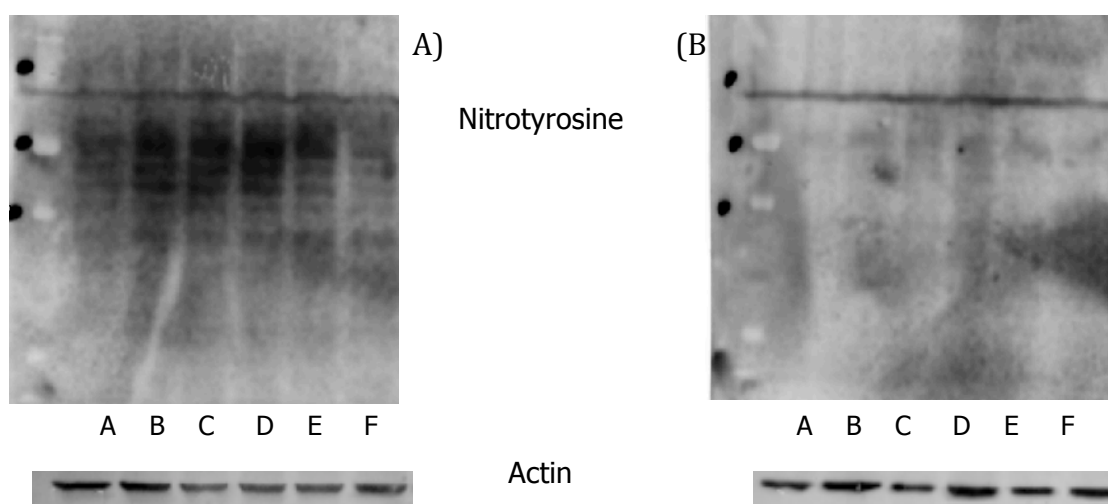 A) (B
Nitrotyrosine
A B C D E F A B C D E F
Actin